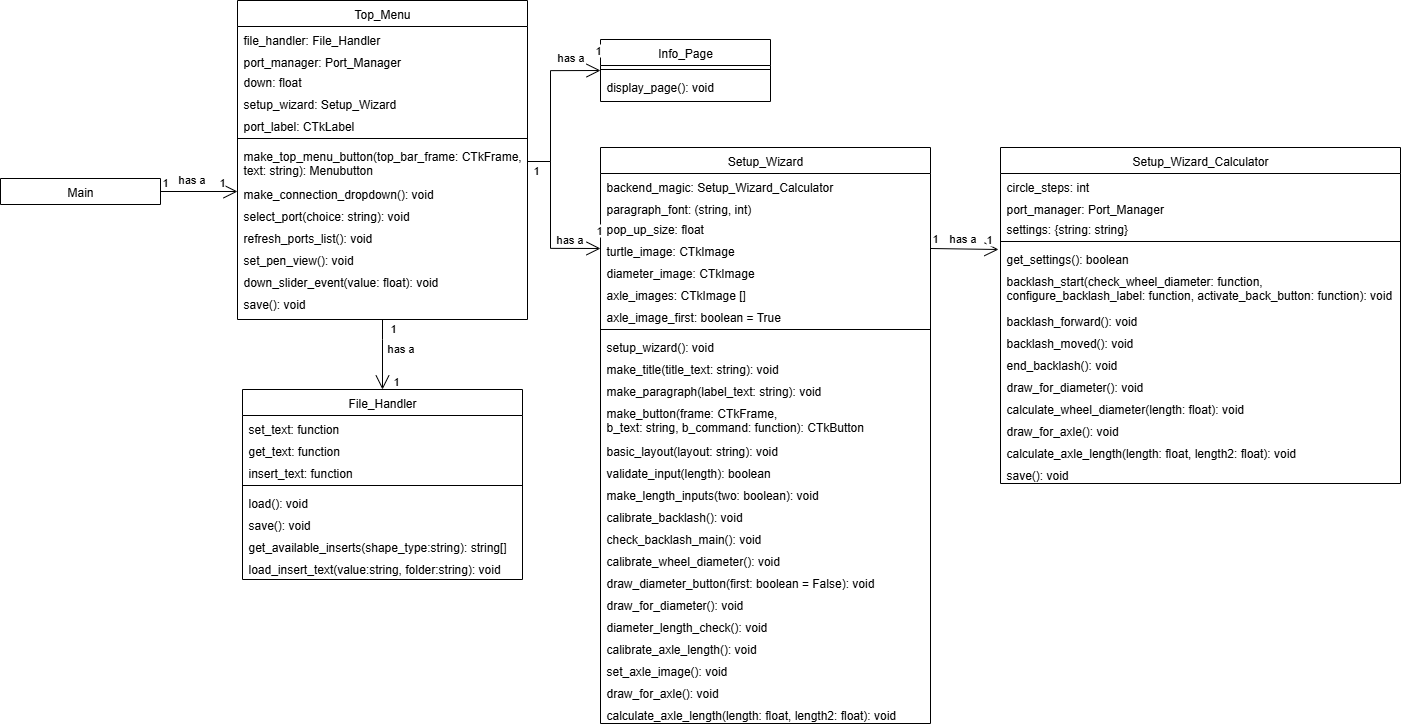 Main
1
has a
1
Top_Menu
file_handler: File_Handler
port_manager: Port_Manager
down: float
setup_wizard: Setup_Wizard
port_label: CTkLabel
make_top_menu_button(top_bar_frame: CTkFrame,
text: string): Menubutton
make_connection_dropdown(): void
select_port(choice: string): void
refresh_ports_list(): void
set_pen_view(): void
down_slider_event(value: float): void
save(): void
1
has a
1
File_Handler
set_text: function
get_text: function
insert_text: function
load(): void
save(): void
get_available_inserts(shape_type:string): string[]
load_insert_text(value:string, folder:string): void
1
has a
1
Info_Page
display_page(): void
has a
1
Setup_Wizard
backend_magic: Setup_Wizard_Calculator
paragraph_font: (string, int)
pop_up_size: float
turtle_image: CTkImage
diameter_image: CTkImage
axle_images: CTkImage []
axle_image_first: boolean = True
setup_wizard(): void
make_title(title_text: string): void
make_paragraph(label_text: string): void
make_button(frame: CTkFrame,
b_text: string, b_command: function): CTkButton
basic_layout(layout: string): void
validate_input(length): boolean
make_length_inputs(two: boolean): void
calibrate_backlash(): void
check_backlash_main(): void
calibrate_wheel_diameter(): void
draw_diameter_button(first: boolean = False): void
draw_for_diameter(): void
diameter_length_check(): void
calibrate_axle_length(): void
set_axle_image(): void
draw_for_axle(): void
calculate_axle_length(length: float, length2: float): void
1
has a
.1
Setup_Wizard_Calculator
circle_steps: int
port_manager: Port_Manager
settings: {string: string}
get_settings(): boolean
backlash_start(check_wheel_diameter: function,
configure_backlash_label: function, activate_back_button: function): void
backlash_forward(): void
backlash_moved(): void
end_backlash(): void
draw_for_diameter(): void
calculate_wheel_diameter(length: float): void
draw_for_axle(): void
calculate_axle_length(length: float, length2: float): void
save(): void